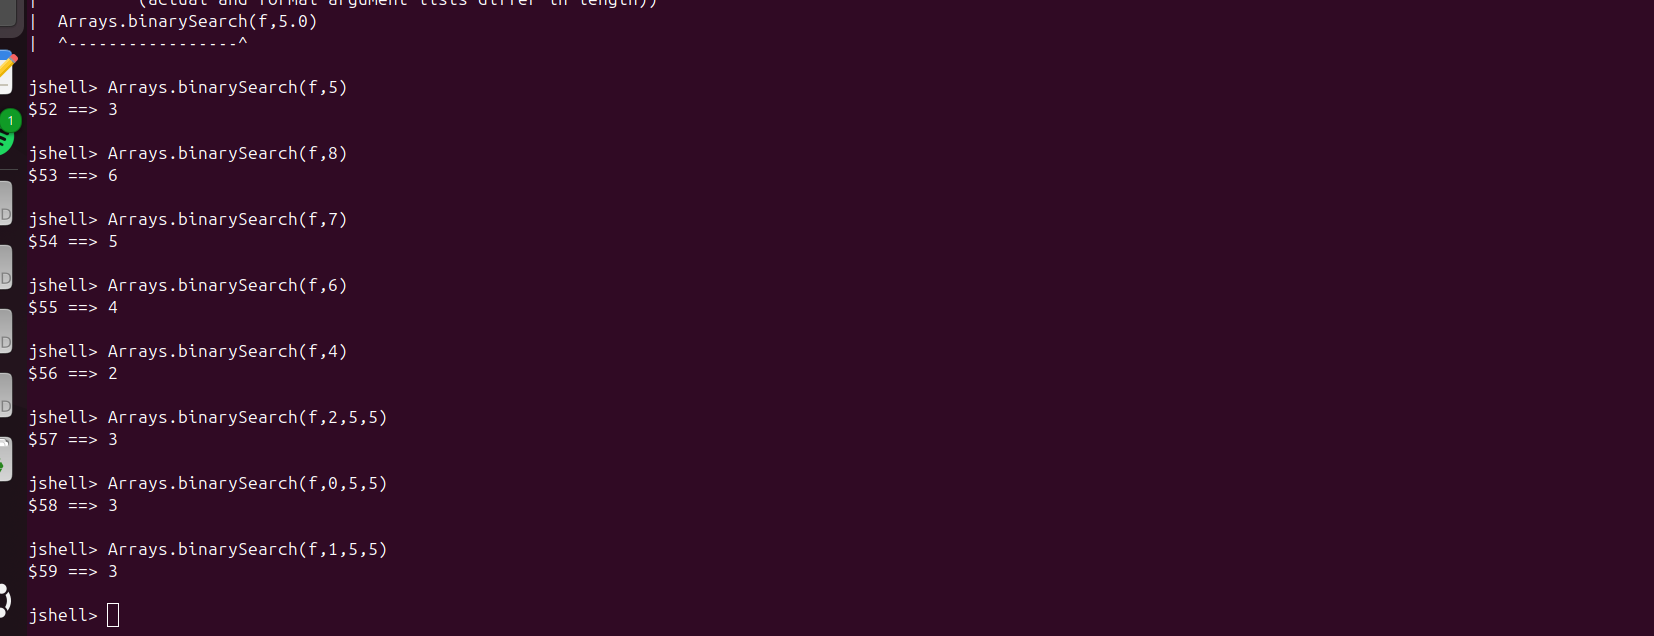 |          (actual and formal argument lists differ in length))
|  Arrays.binarySearch(f,5.0)
|  ^-----------------^
jshell> Arrays.binarySearch(f,5)
$52 ==> 3
jshell> Arrays.binarySearch(f,8)
$53 ==> 6
jshell> Arrays.binarySearch(f,7)
$54 ==> 5
jshell> Arrays.binarySearch(f,6)
$55 ==> 4
jshell> Arrays.binarySearch(f,4)
$56 ==> 2
jshell> Arrays.binarySearch(f,2,5,5)
$57 ==> 3
jshell> Arrays.binarySearch(f,0,5,5)
$58 ==> 3
jshell> Arrays.binarySearch(f,1,5,5)
$59 ==> 3
jshell>
1
D
D
D
D